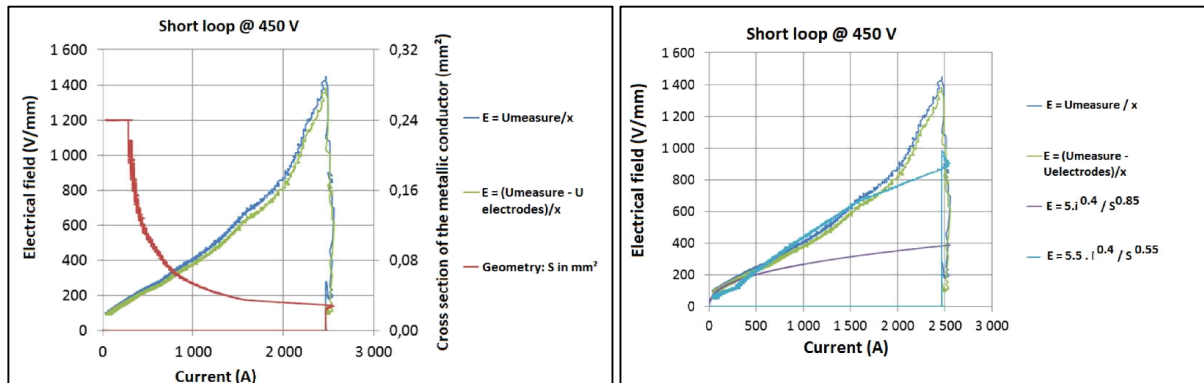 Short loop @ 450 V
Electrical field (V/mm)
1 600
1 400
1 200
1 000
800
600
400
200
0
0,32
0,24
0,16
0,08
0,00
Cross section of the metallic conductor (mm²)
0
1 000
2 000
3 000
Current (A)
E = Umeasure/x
E = (Umeasure - U
electrodes)/x
Geometry: S in mm²
Short loop @ 450 V
Electrical field (V/mm)
1 600
1 400
1 200
1 000
800
600
400
200
0
0
500
1 000
1 500
2 000
2 500
3 000
Current (A)
E = Umeasure / x
E = (Umeasure -
Uelectrodes)/x
E = 5.i 0.4 / S0.85
E = 5.5 . i 0.4 / S 0.55